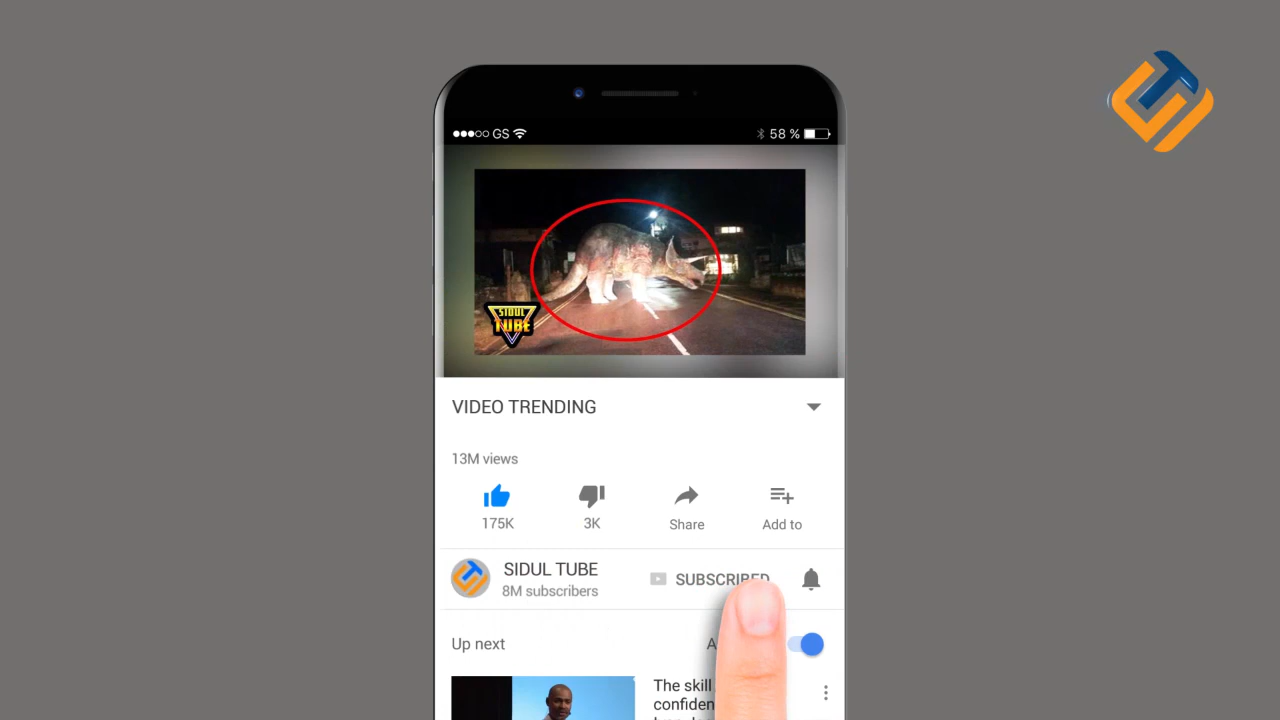 GS
58 %
SIDUL
TUBE
VIDEO TRENDING
13M views
175K
3K
Share
Add to
SIDUL TUBE
SUBSCRIBED
8M subscribers
Up next
The skill
confiden